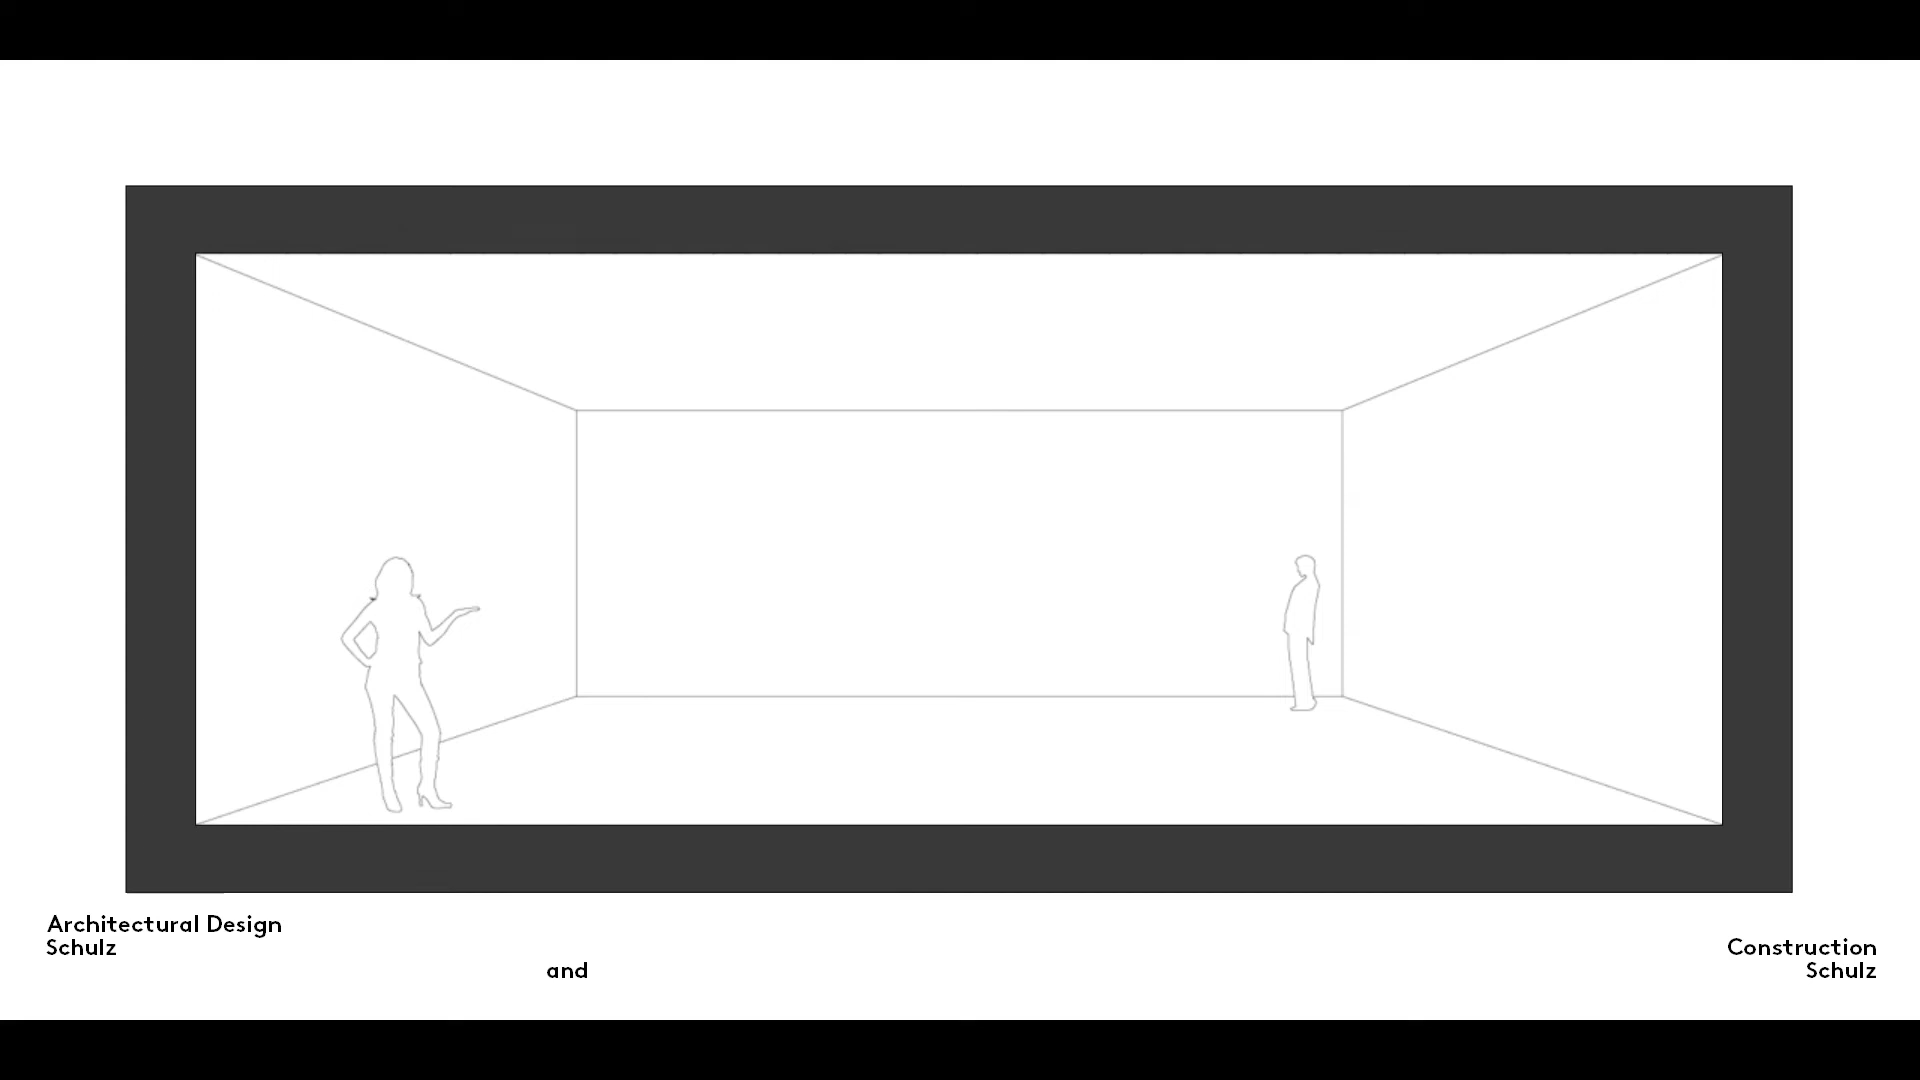 Architectural Design
Schulz
and
Construction
Schulz